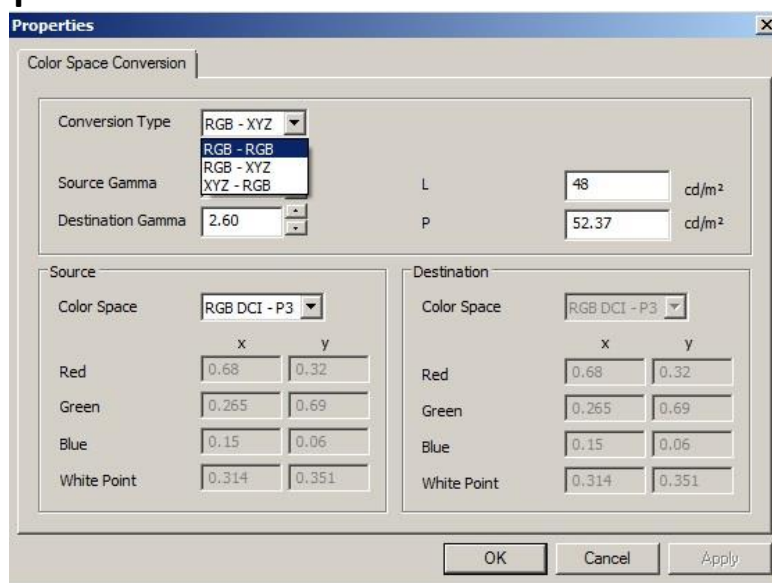 Properties
Color Space Conversion
Conversion Type RGB - XYZ
RGB - RGB
RGB - XYZ
XYZ - RGB
Source Gamma L 48 cd/m²
Destination Gamma 2.60 P 52.37 cd/m²
Source
Color Space RGB DCI - P3
x y
Red 0.68 0.32
Green 0.265 0.69
Blue 0.15 0.06
White Point 0.314 0.351
Destination
Color Space RGB DCI - P3
x y
Red 0.68 0.32
Green 0.265 0.69
Blue 0.15 0.06
White Point 0.314 0.351
OK Cancel Apply